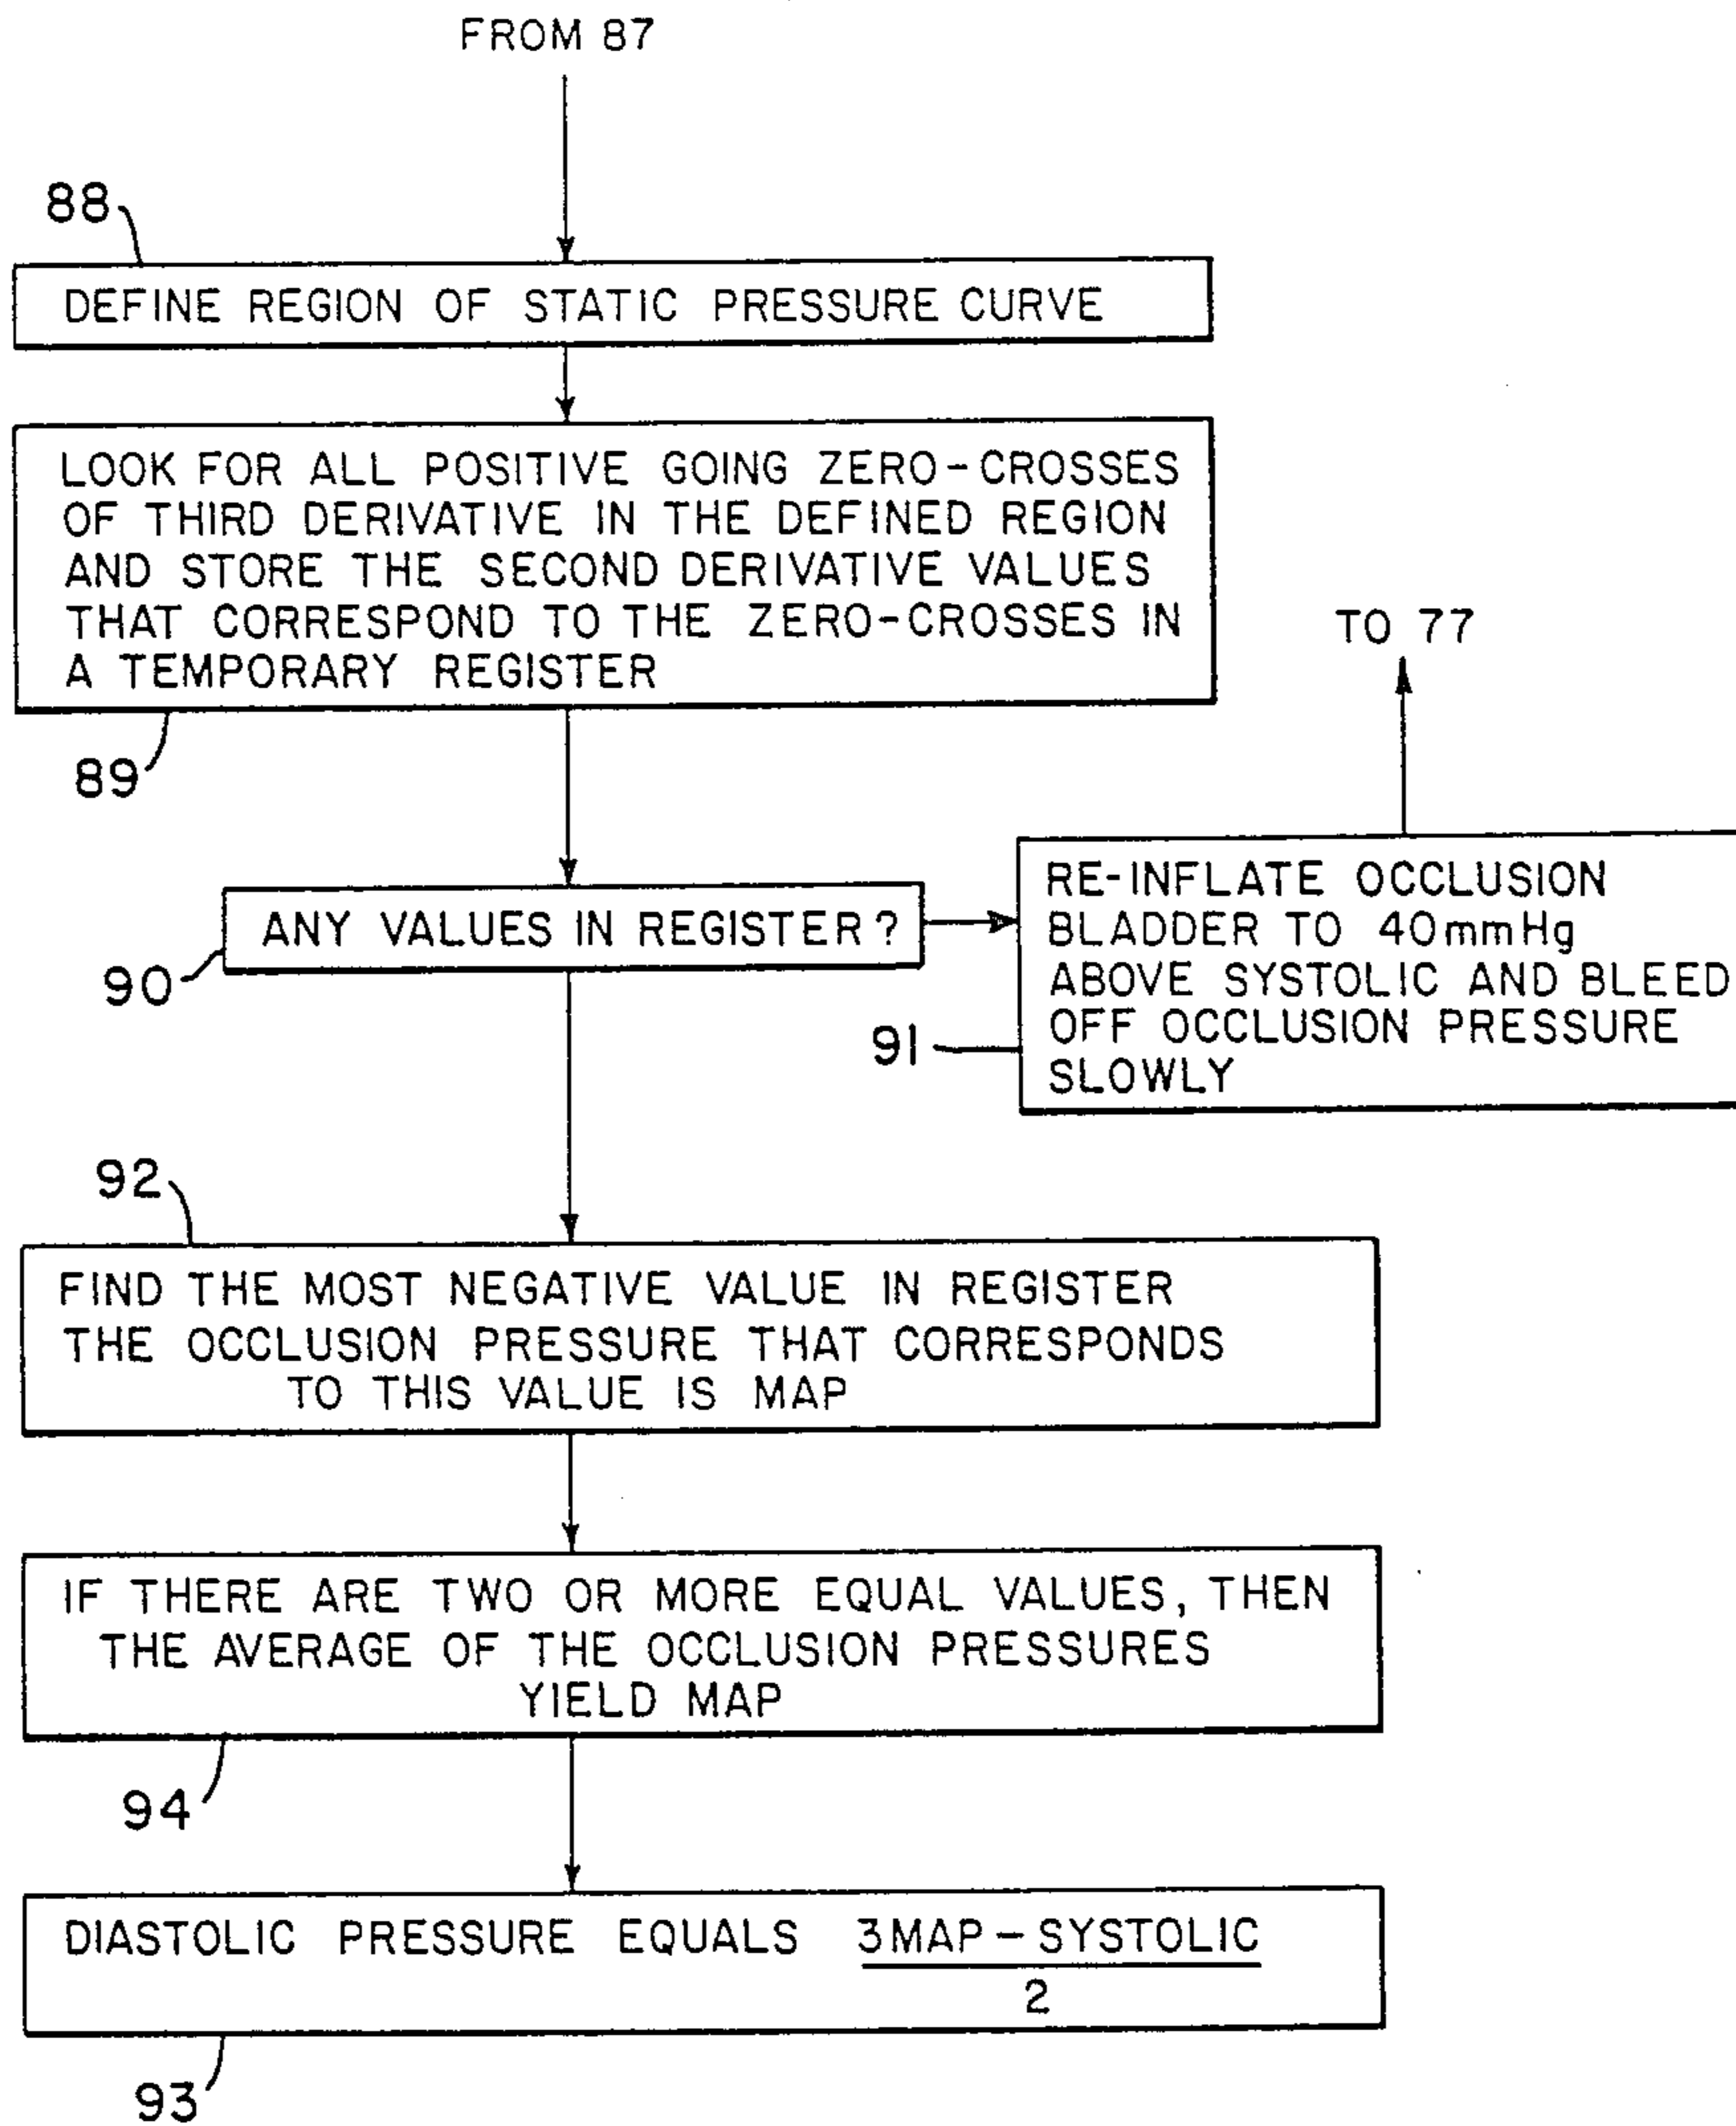 FROM 87
88
DEFINE REGION OF STATIC PRESSURE CURVE
LOOK FOR ALL POSITIVE GOING ZERO-CROSSES
OF THIRD DERIVATIVE IN THE DEFINED REGION
AND STORE THE SECOND DERIVATIVE VALUES
THAT CORRESPOND TO THE ZERO-CROSSES IN
A TEMPORARY REGISTER
89
TO 77
ANY VALUES IN REGISTER?
90
RE-INFLATE OCCLUSION
BLADDER TO 40mmHg
ABOVE SYSTOLIC AND BLEED
OFF OCCLUSION PRESSURE
SLOWLY
91
92
FIND THE MOST NEGATIVE VALUE IN REGISTER
THE OCCLUSION PRESSURE THAT CORRESPONDS
TO THIS VALUE IS MAP
IF THERE ARE TWO OR MORE EQUAL VALUES, THEN
THE AVERAGE OF THE OCCLUSION PRESSURES
YIELD MAP
94
DIASTOLIC PRESSURE EQUALS 3MAP-SYSTOLIC
2
93